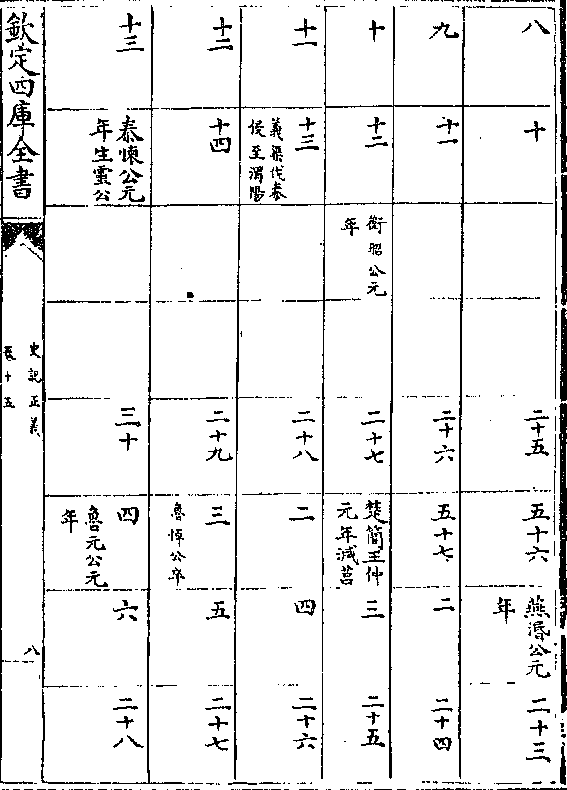 八
十
二十五
五十六
燕湣公元
年
二十三
九
十一
二十六
五十七
二
二十四
十
十二
衛昭公元
年
二十七
楚簡王仲
元年滅莒
三
二十五
十一
十三
義渠伐秦
侵至渭陽
二十八
二
四
二十六
十二
十四
二十九
三
魯悼公卒
五
二十七
十三
秦懷公元
年生靈公
三十
四
魯元公元
年
六
二十八
欽定四庫全書
史記正義
卷十五
八